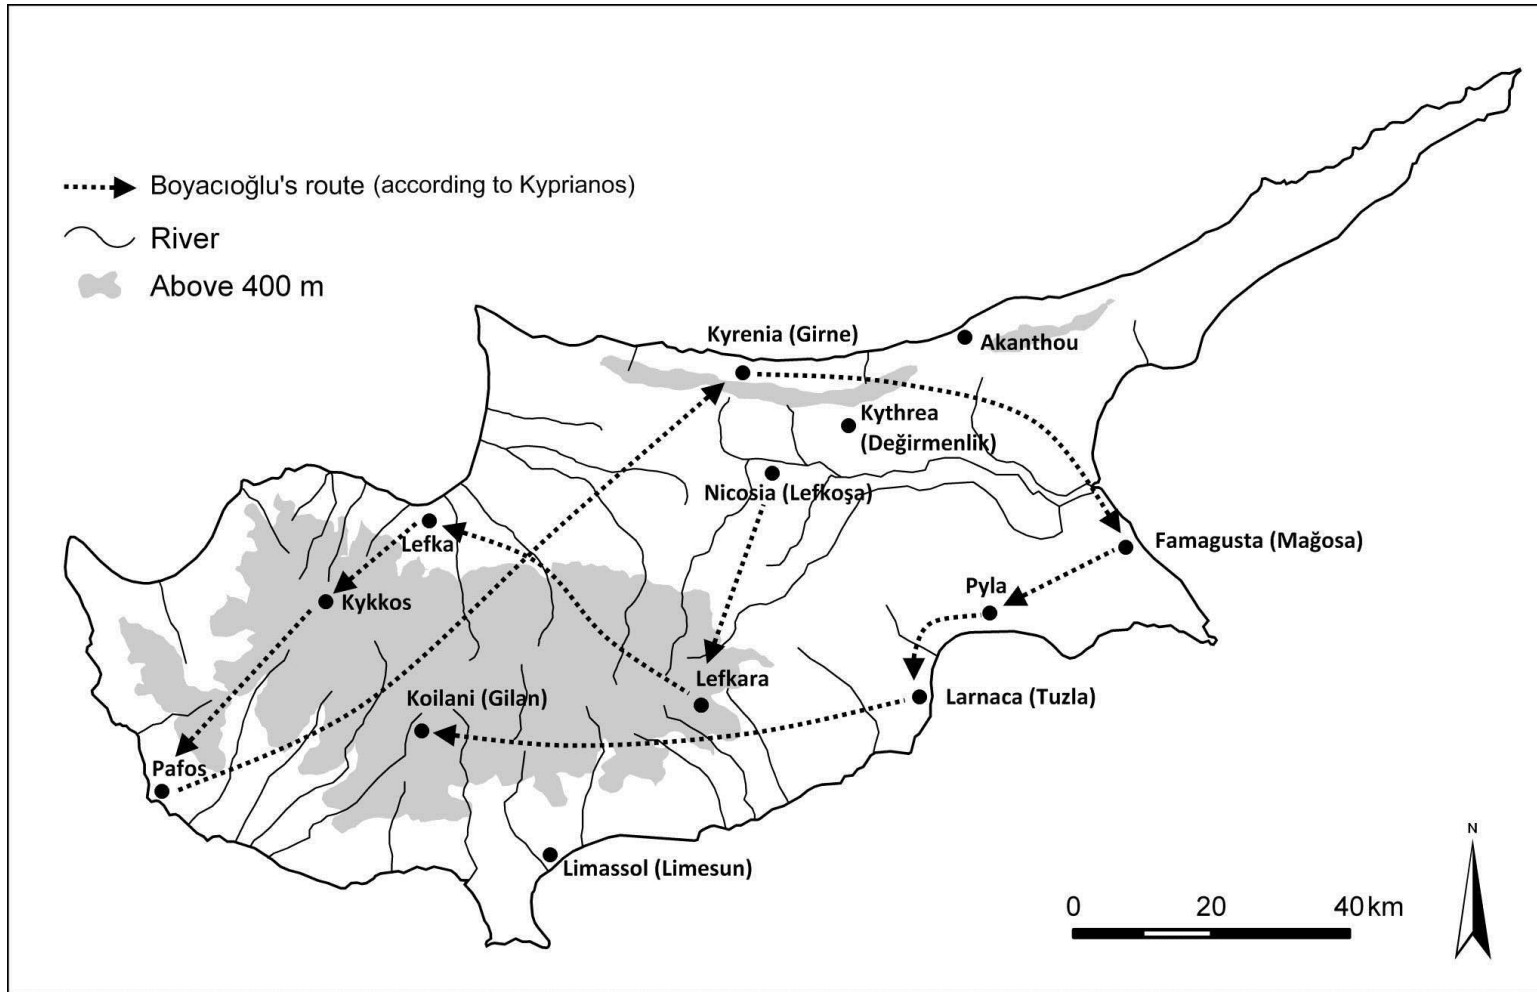 Boyacıoğlu's route (according to Kyprianos)
River
Above 400 m
Kyrenia (Girne)
Akanthou
Kythrea
(Değirmenlik)
Nicosia (Lefkoşa)
Lefka
Famagusta (Mağosa)
Pyla
Kykkos
Lefkara
Koilani (Gilan)
Larnaca (Tuzla)
Pafos
Limassol (Limesun)
N
0 20 40 km